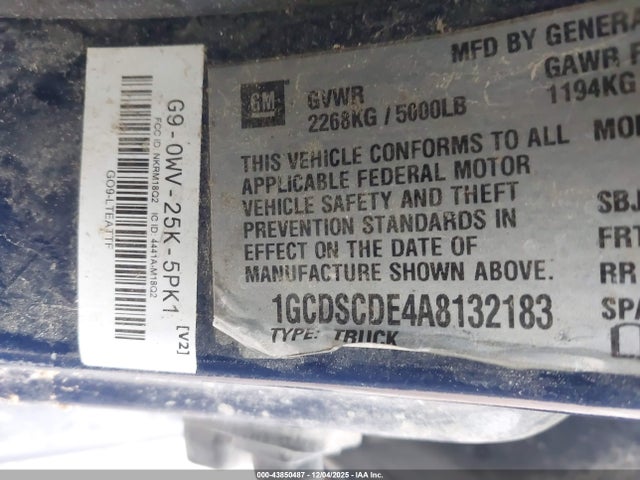 G9-0WV-25K-5PK1 [V2]
FCC ID: NKRM18Q2 IC ID: 4441A-M18Q2
GO9-LTEATTF
GM
MFD BY GENERA
GVWR
GAWR F
2268KG / 5000LB
1194KG
THIS VEHICLE CONFORMS TO ALL
APPLICABLE FEDERAL MOTOR
VEHICLE SAFETY AND THEFT
PREVENTION STANDARDS IN
EFFECT ON THE DATE OF
MANUFACTURE SHOWN ABOVE.
1GCDSCDE4A8132183
TYPE: TRUCK
MOD
SBJ
FRT
RR
SPA
000-43850487 - 12/04/2025 - IAA Inc.